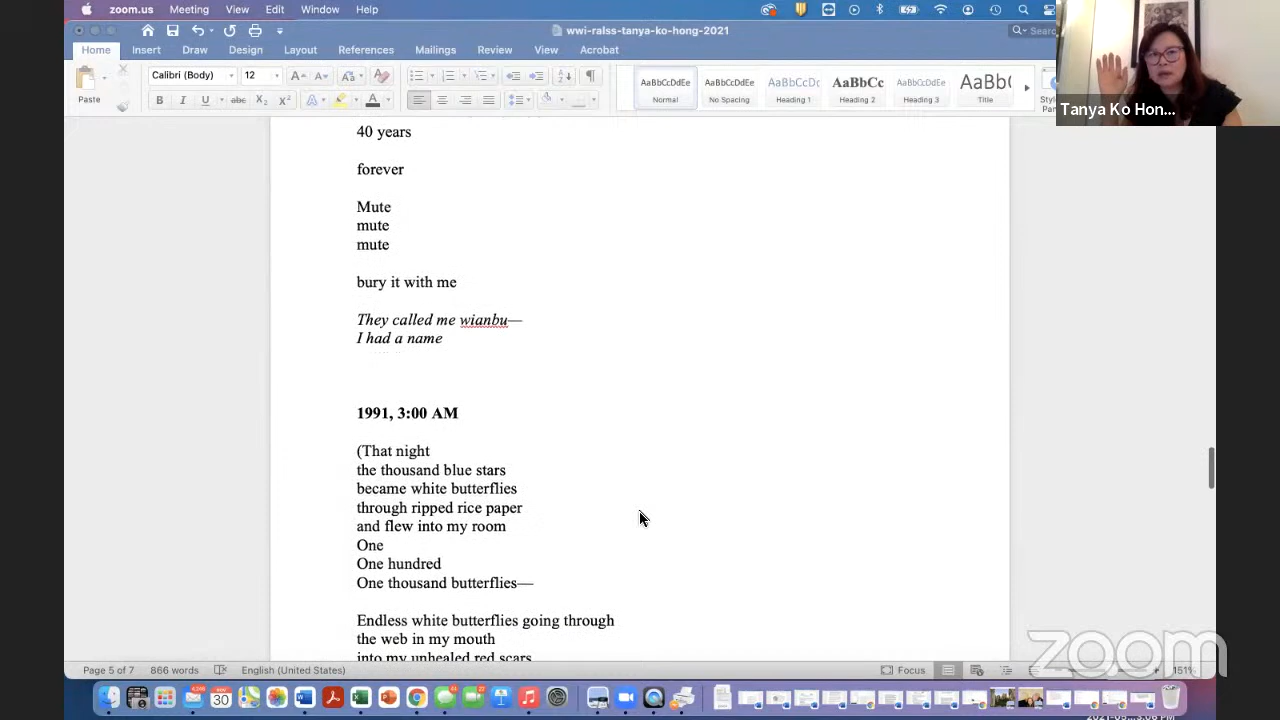 zoom.us Meeting View Edit Window Help
wwi-ralss-tanya-ko-hong-2021
Home Insert Draw Design Layout References Mailings Review View Acrobat
Paste
Calibri (Body) 12
AaBbCcDdEe AaBbCcDdEe AaBbCcDc AaBbCc AaBbCcDdEe AaBb(
Normal No Spacing Heading 1 Heading 2 Heading 3 Title
Tanya Ko Hon...
40 years
forever
Mute
mute
mute
bury it with me
They called me wianbu—
I had a name
1991, 3:00 AM
(That night
the thousand blue stars
became white butterflies
through ripped rice paper
and flew into my room
One
One hundred
One thousand butterflies—
Endless white butterflies going through
the web in my mouth
into my unhealed red scars
Page 5 of 7 866 words English (United States) Focus 151%
zoom